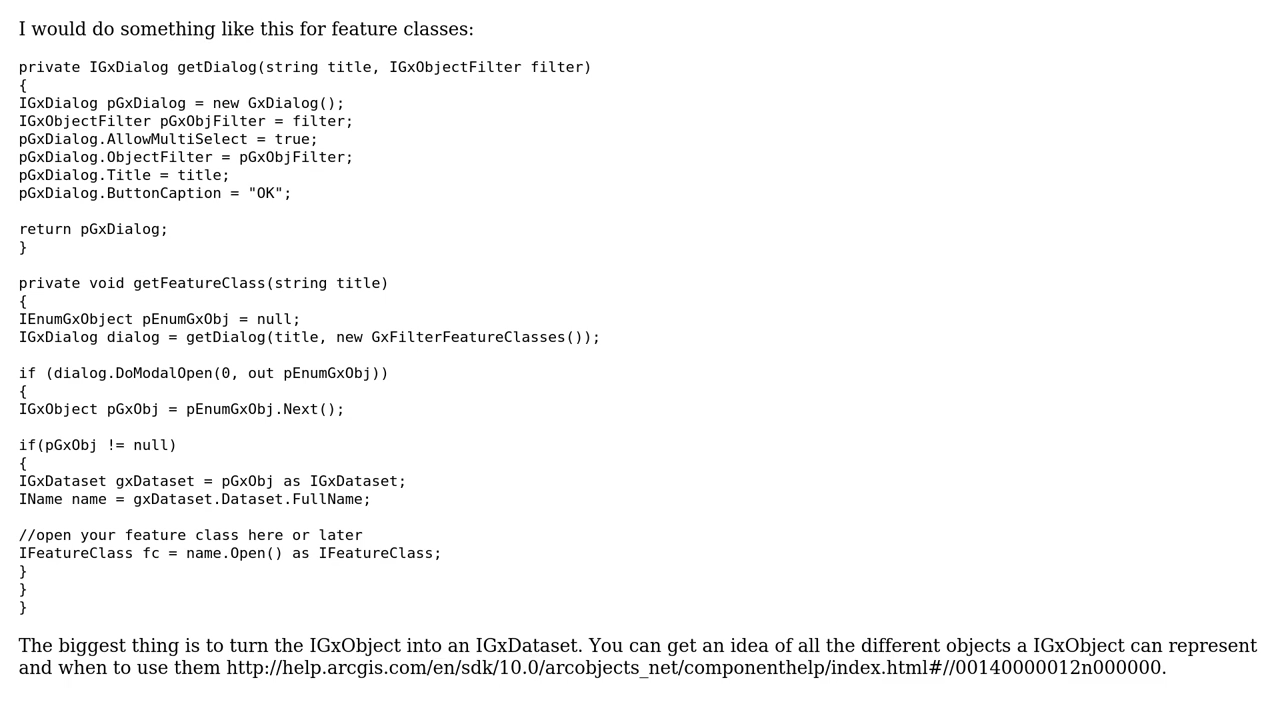 I would do something like this for feature classes:
private IGxDialog getDialog(string title, IGxObjectFilter filter)
{
IGxDialog pGxDialog = new GxDialog();
IGxObjectFilter pGxObjFilter = filter;
pGxDialog.AllowMultiSelect = true;
pGxDialog.ObjectFilter = pGxObjFilter;
pGxDialog.Title = title;
pGxDialog.ButtonCaption = "OK";

return pGxDialog;
}

private void getFeatureClass(string title)
{
IEnumGxObject pEnumGxObj = null;
IGxDialog dialog = getDialog(title, new GxFilterFeatureClasses());

if (dialog.DoModalOpen(0, out pEnumGxObj))
{
IGxObject pGxObj = pEnumGxObj.Next();

if(pGxObj != null)
{
IGxDataset gxDataset = pGxObj as IGxDataset;
IName name = gxDataset.Dataset.FullName;

//open your feature class here or later
IFeatureClass fc = name.Open() as IFeatureClass;
}
}
}
The biggest thing is to turn the IGxObject into an IGxDataset. You can get an idea of all the different objects a IGxObject can represent
and when to use them http://help.arcgis.com/en/sdk/10.0/arcobjects_net/componenthelp/index.html#//00140000012n000000.